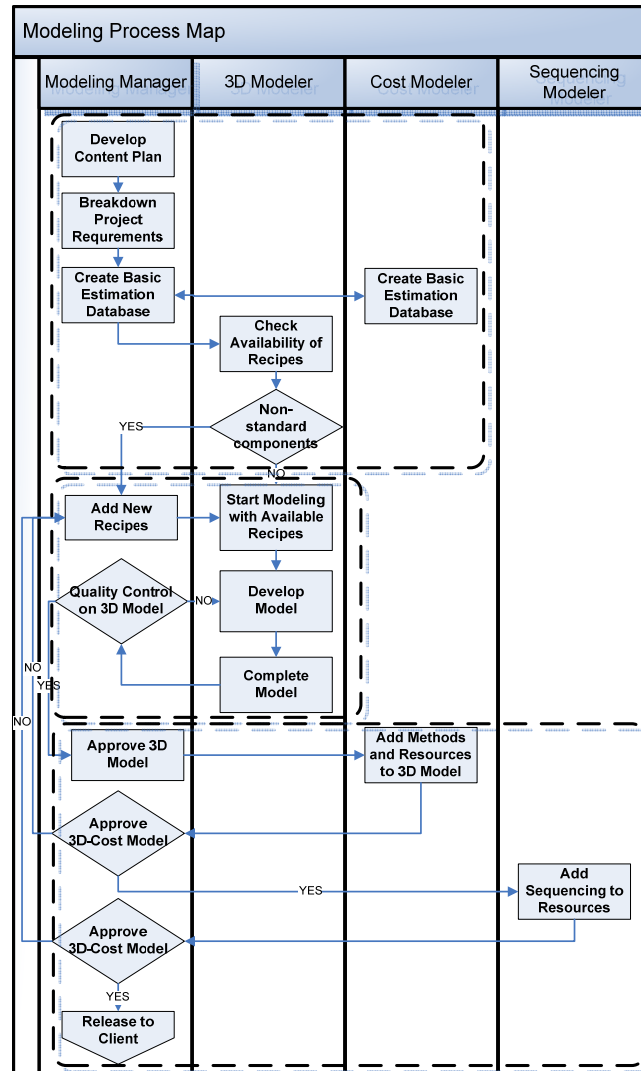 Modeling Process Map
Modeling Manager
3D Modeler
Cost Modeler
Sequencing
Modeler
Develop
Content Plan
Breakdown
Project
Requrements
Create Basic
Estimation
Database
Create Basic
Estimation
Database
Check
Availability of
Recipes
Non-
standard
components
YES
NO
Add New
Recipes
Start Modeling
with Available
Recipes
Quality Control
on 3D Model
NO
Develop
Model
Complete
Model
NO
YES
NO
Approve 3D
Model
Add Methods
and Resources
to 3D Model
Approve
3D-Cost Model
YES
Add
Sequencing to
Resources
Approve
3D-Cost Model
YES
Release to
Client